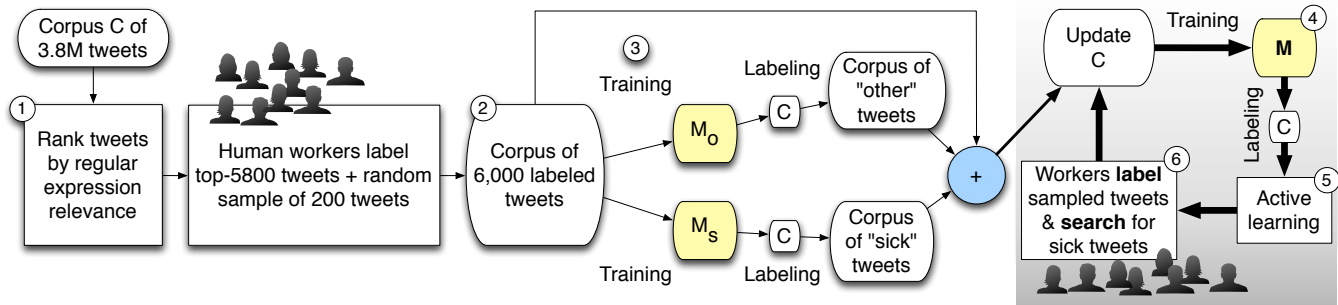 Corpus C of
3.8M tweets
1
Rank tweets
by regular
expression
relevance
Human workers label
top-5800 tweets + random
sample of 200 tweets
2
Corpus of
6,000 labeled
tweets
3
Training
Mo
Labeling
C
Corpus of
"other"
tweets
Training
Ms
Labeling
C
Corpus
of "sick"
tweets
+
Update
C
Training
4
M
Labeling
C
5
Active
learning
6
Workers label
sampled tweets
& search for
sick tweets